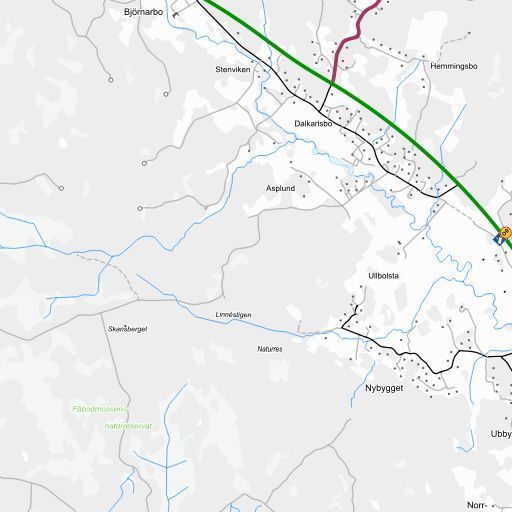 Björnarbo
Stenviken
Hemmingsbo
Dalkarlsbo
Asplund
Ullbolsta
Linnéstigen
Skansberget
Naturres
Nybygget
Fäbodmossens
naturreservat
Ubby
Norr-